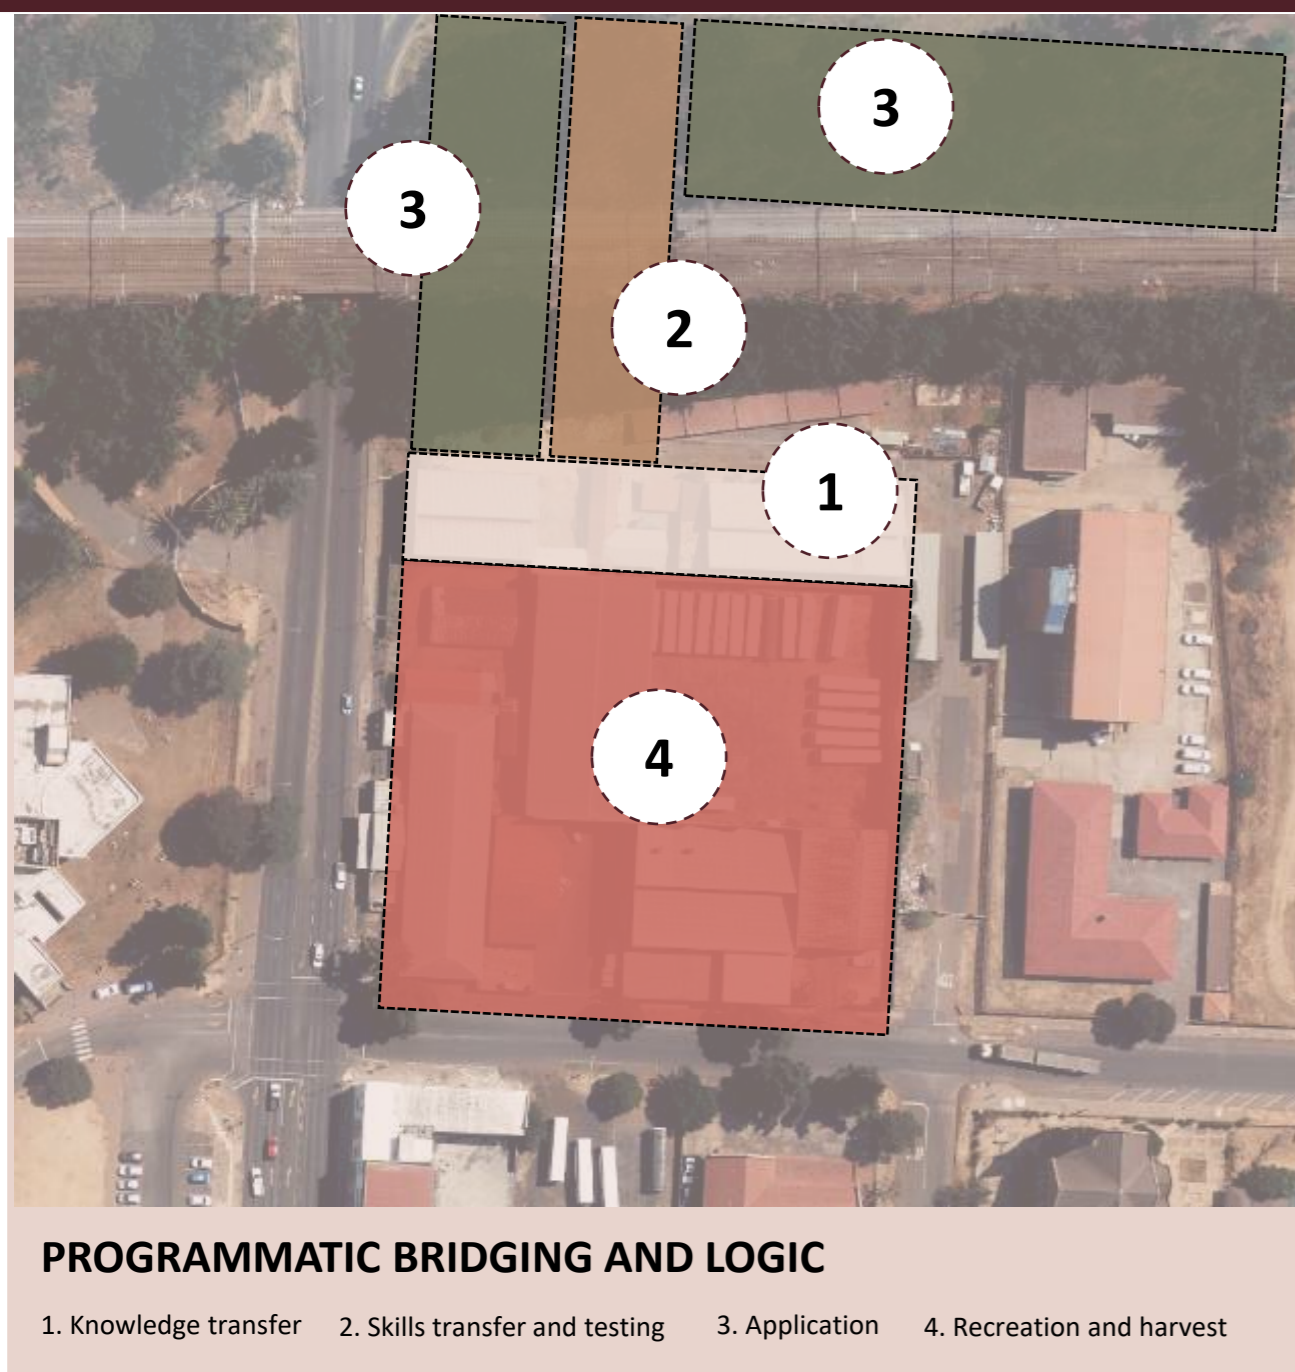 3
3
2
1
4
PROGRAMMATIC BRIDGING AND LOGIC
1. Knowledge transfer 2. Skills transfer and testing 3. Application 4. Recreation and harvest